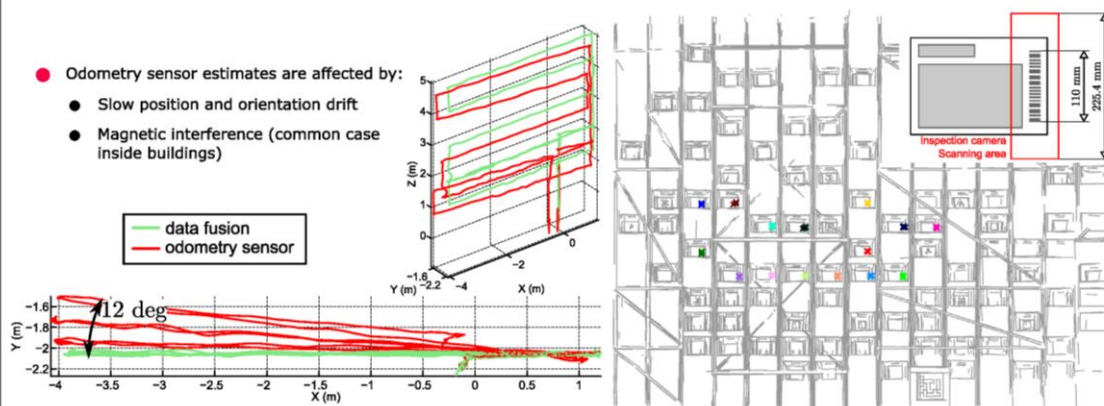 Odometry sensor estimates are affected by:
Slow position and orientation drift
Magnetic interference (common case
inside buildings)
data fusion
odometry sensor
5
4
3
2
1
0
Z (m)
−1.6
−2.2
Y (m)
−4
−2
0
X (m)
12 deg
−1.6
−1.8
−2
−2.2
Y (m)
−4
−3.5
−3
−2.5
−2
−1.5
−1
−0.5
0
0.5
1
X (m)
110 mm
225.4 mm
Inspection camera
Scanning area